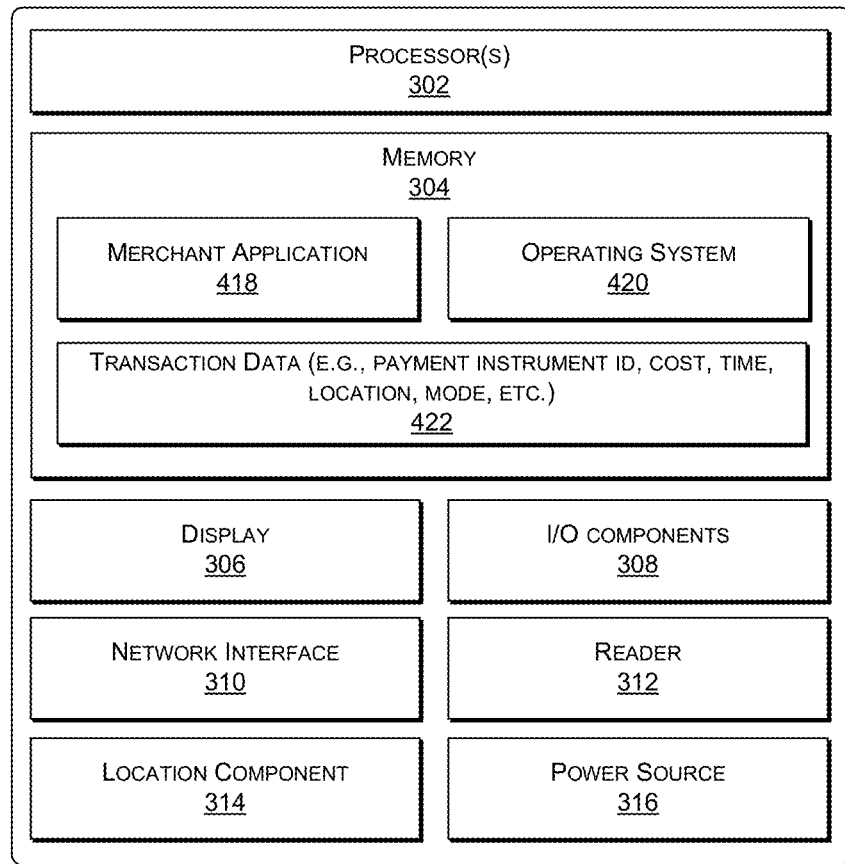 PROCESSOR(S)
302
MEMORY
304
MERCHANT APPLICATION
418
OPERATING SYSTEM
420
TRANSACTION DATA (E.G., PAYMENT INSTRUMENT ID, COST, TIME,
LOCATION, MODE, ETC.)
422
DISPLAY
306
I/O COMPONENTS
308
NETWORK INTERFACE
310
READER
312
LOCATION COMPONENT
314
POWER SOURCE
316